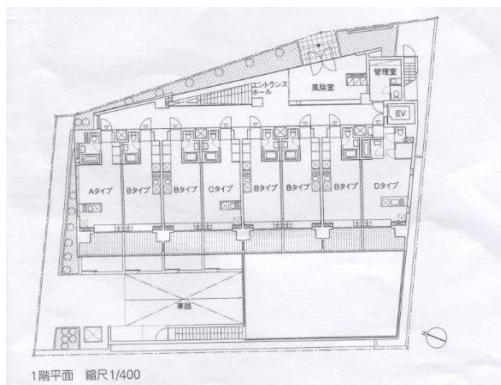 エントランス
ホール
風除室
管理室
EV
Aタイプ
Bタイプ
Bタイプ
Cタイプ
Bタイプ
Bタイプ
Bタイプ
Dタイプ
車路
N
1階平面 縮尺1/400